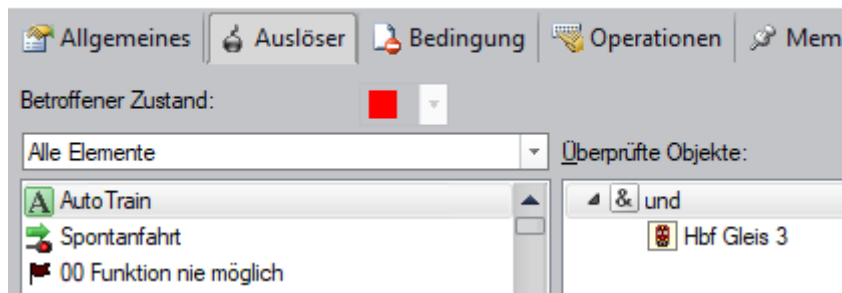 Allgemeines Auslöser Bedingung Operationen Mem
Betroffener Zustand:
Alle Elemente Überprüfte Objekte:
A AutoTrain & und
Spontanfahrt Hbf Gleis 3
00 Funktion nie möglich